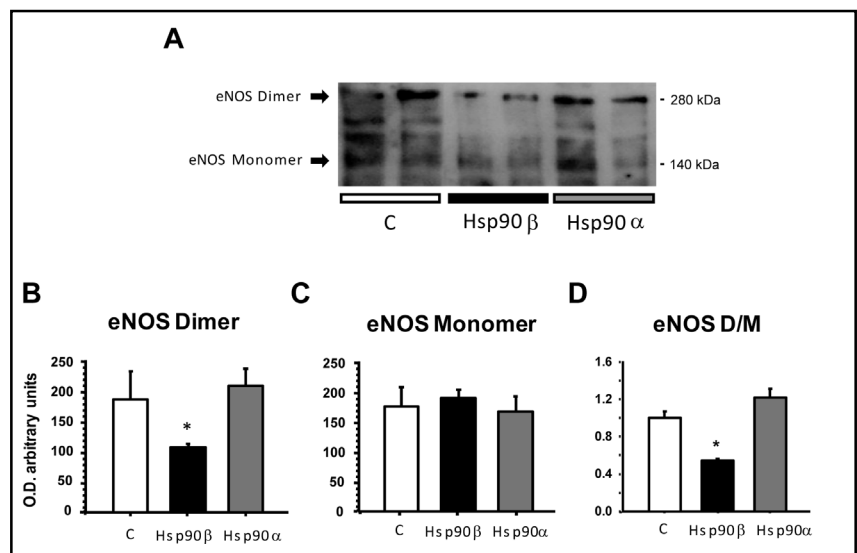 A
eNOS Dimer
- 280 kDa
eNOS Monomer
- 140 kDa
C Hsp90 β Hsp90 α
B
eNOS Dimer
O.D. arbitrary units
250
200
150
100
50
0
*
C Hsp90β Hsp90α
C
eNOS Monomer
250
200
150
100
50
0
C Hsp90β Hsp90α
D
eNOS D/M
1.6
1.2
0.8
0.4
0.0
*
C Hsp90β Hsp90α